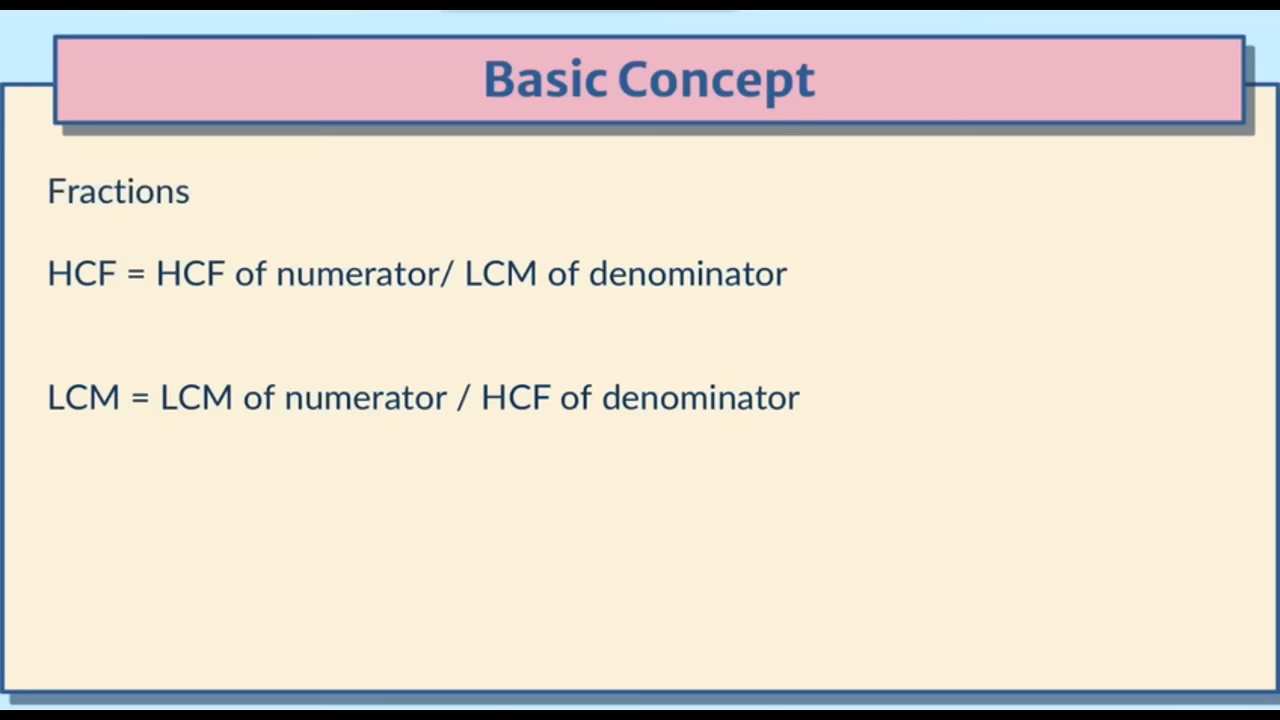 Basic Concept
Fractions
HCF = HCF of numerator/ LCM of denominator
LCM = LCM of numerator / HCF of denominator